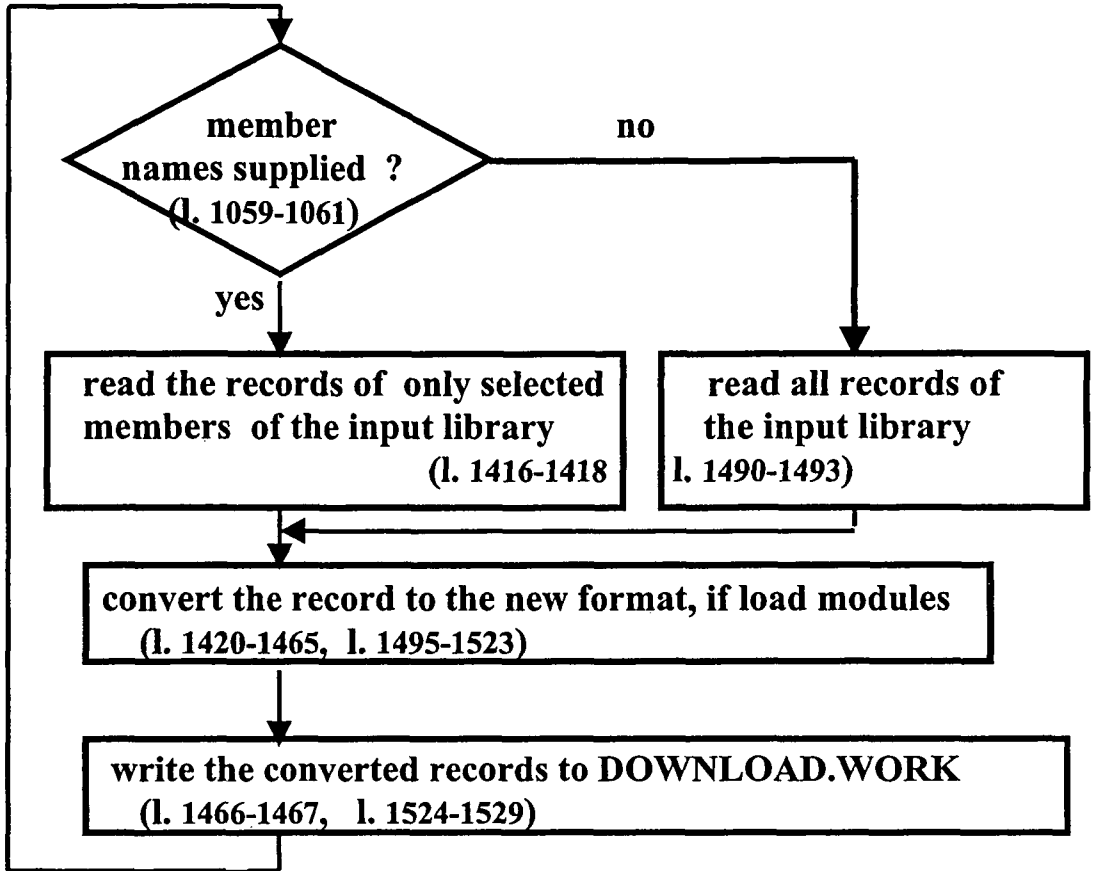 member
names supplied ?
(l. 1059-1061)
no
yes
read the records of only selected
members of the input library
(l. 1416-1418
read all records of
the input library
l. 1490-1493)
convert the record to the new format, if load modules
(l. 1420-1465, l. 1495-1523)
write the converted records to DOWNLOAD.WORK
(l. 1466-1467, l. 1524-1529)